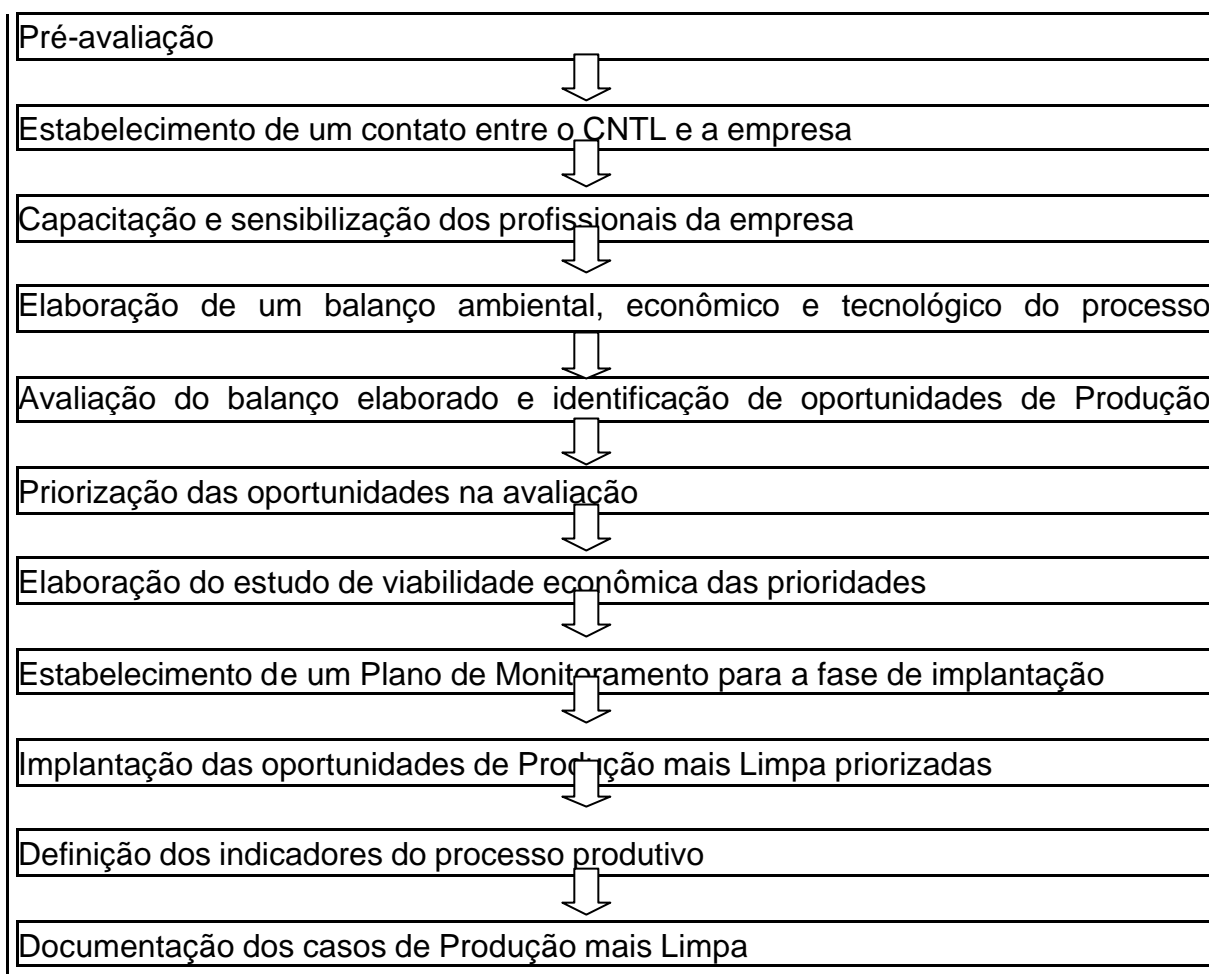 Pré-avaliação
Estabelecimento de um contato entre o CNTL e a empresa
Capacitação e sensibilização dos profissionais da empresa
Elaboração de um balanço ambiental, econômico e tecnológico do processo
Avaliação do balanço elaborado e identificação de oportunidades de Produção
Priorização das oportunidades na avaliação
Elaboração do estudo de viabilidade econômica das prioridades
Estabelecimento de um Plano de Monitoramento para a fase de implantação
Implantação das oportunidades de Produção mais Limpa priorizadas
Definição dos indicadores do processo produtivo
Documentação dos casos de Produção mais Limpa